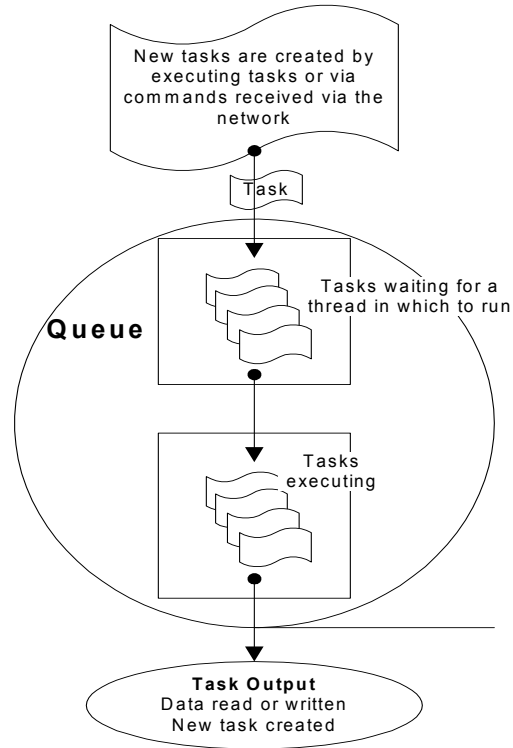 New tasks are created by
executing tasks or via
commands received via the
network
Task
Tasks waiting for a
thread in which to run
Queue
Tasks
executing
Task Output
Data read or written
New task created